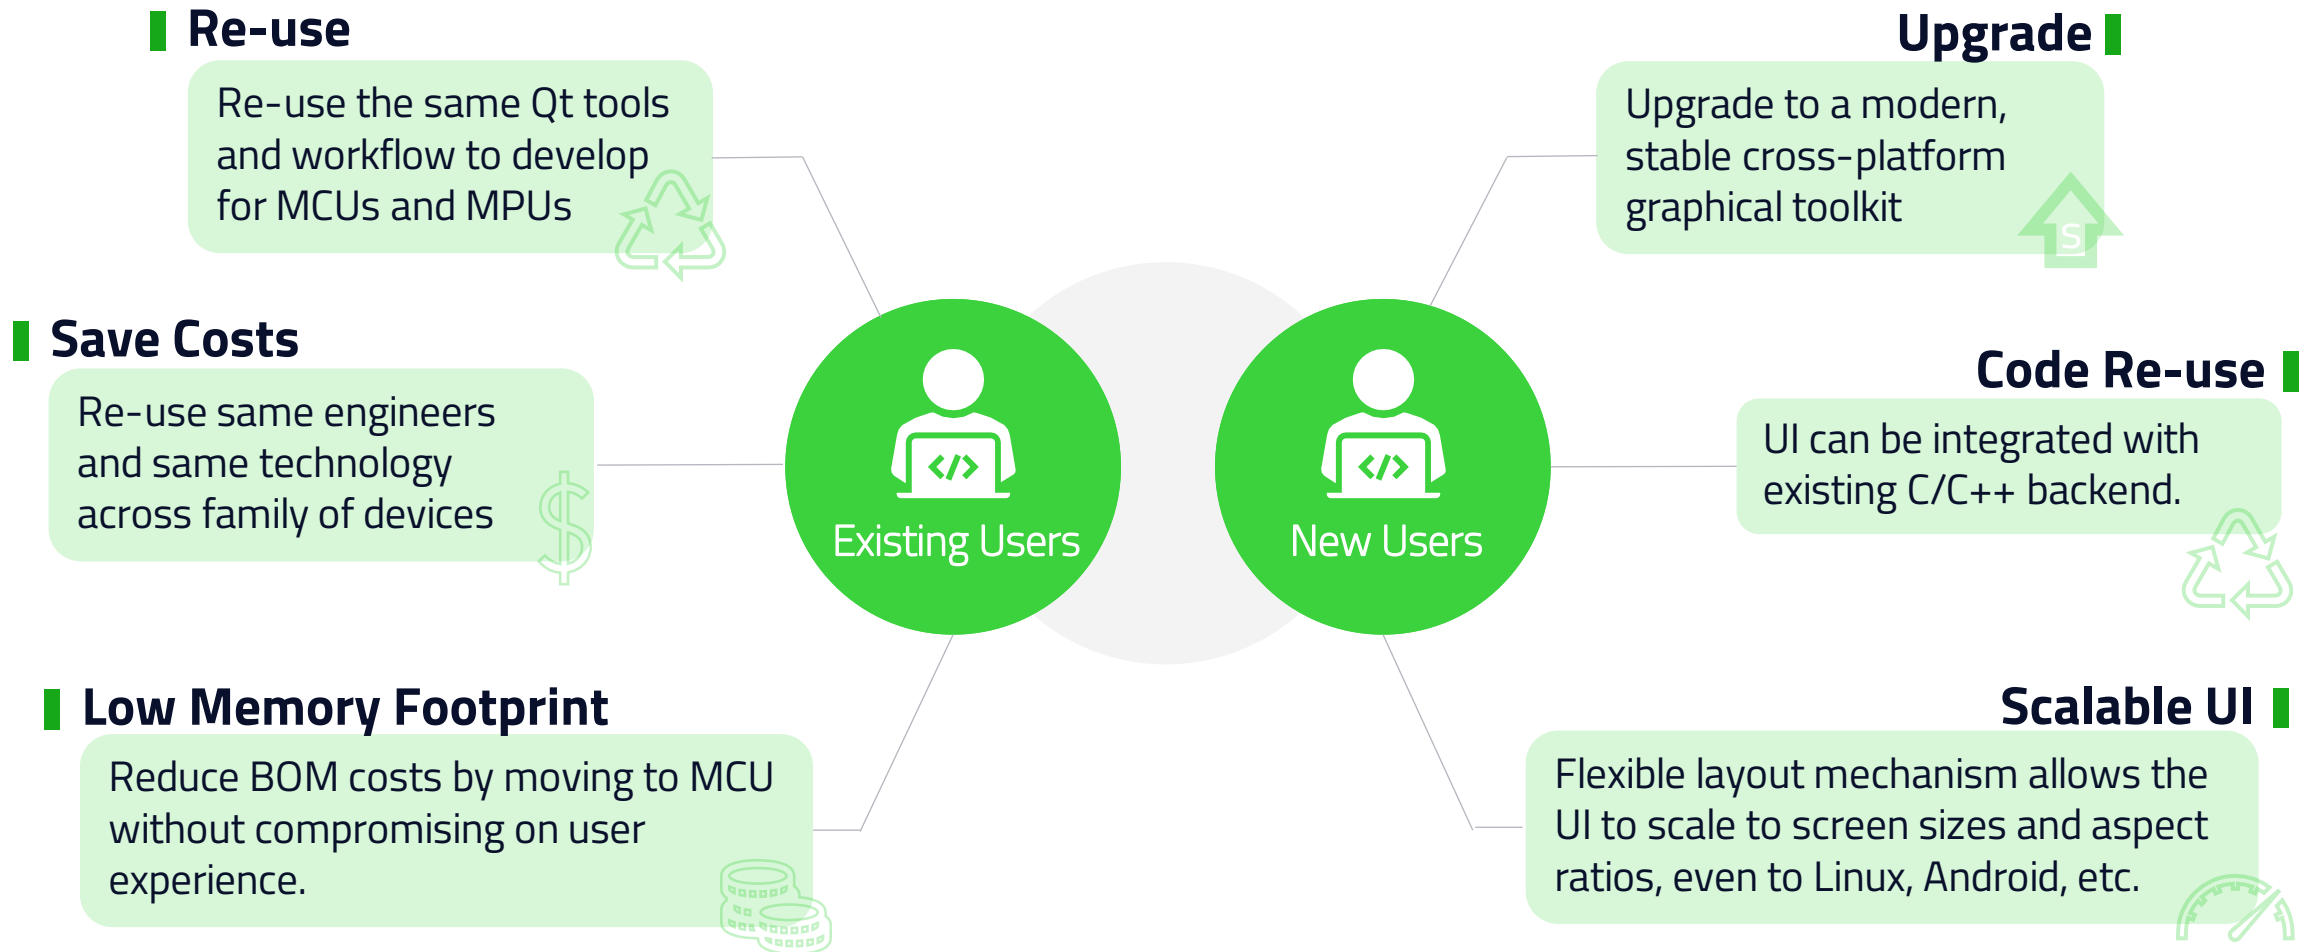 Re-use
Re-use the same Qt tools
and workflow to develop
for MCUs and MPUs
Save Costs
Re-use same engineers
and same technology
across family of devices
Low Memory Footprint
Reduce BOM costs by moving to MCU
without compromising on user
experience.
Existing Users
New Users
Upgrade
Upgrade to a modern,
stable cross-platform
graphical toolkit
S
Code Re-use
UI can be integrated with
existing C/C++ backend.
Scalable UI
Flexible layout mechanism allows the
UI to scale to screen sizes and aspect
ratios, even to Linux, Android, etc.